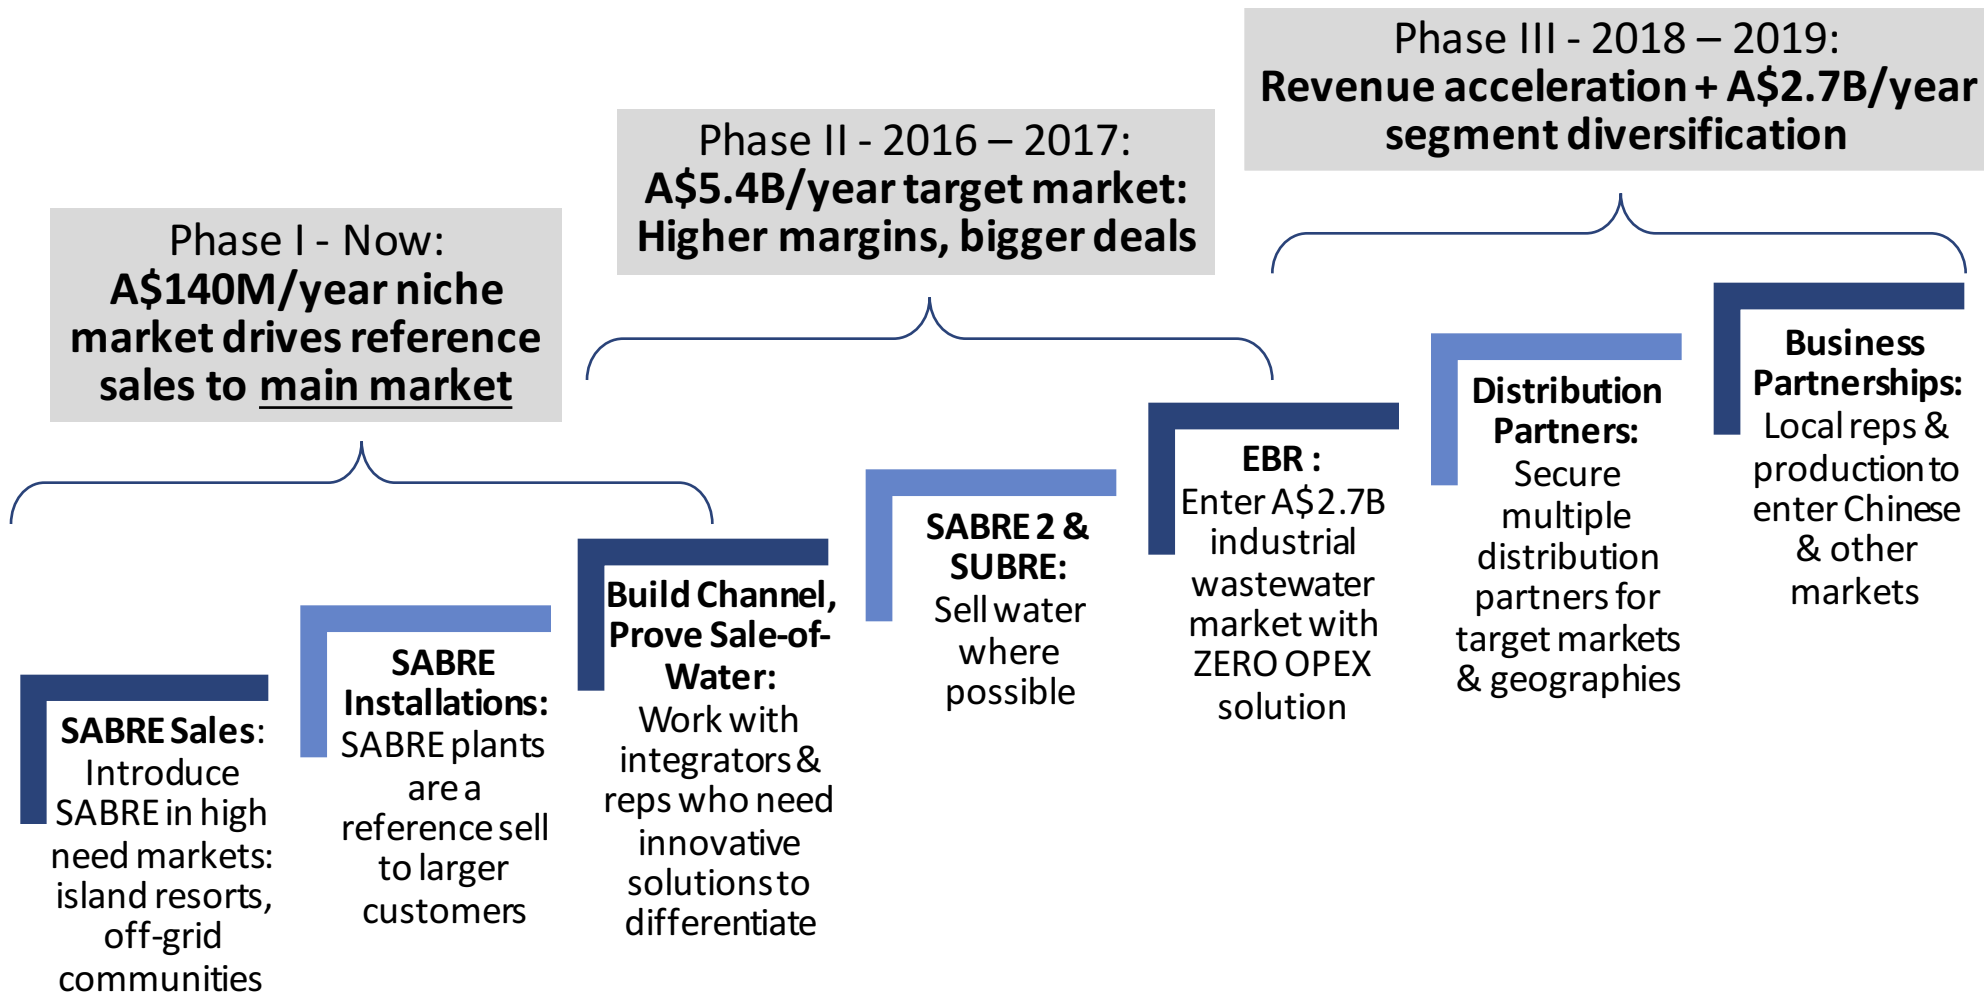 Phase I - Now:
A$140M/year niche
market drives reference
sales to main market
Phase II - 2016 – 2017:
A$5.4B/year target market:
Higher margins, bigger deals
Phase III - 2018 – 2019:
Revenue acceleration + A$2.7B/year
segment diversification
SABRE Sales:
Introduce
SABRE in high
need markets:
island resorts,
off-grid
communities
SABRE
Installations:
SABRE plants
are a
reference sell
to larger
customers
Build Channel,
Prove Sale-of-
Water:
Work with
integrators &
reps who need
innovative
solutions to
differentiate
SABRE 2 &
SUBRE:
Sell water
where
possible
EBR :
Enter A$2.7B
industrial
wastewater
market with
ZERO OPEX
solution
Distribution
Partners:
Secure
multiple
distribution
partners for
target markets
& geographies
Business
Partnerships:
Local reps &
production to
enter Chinese
& other
markets